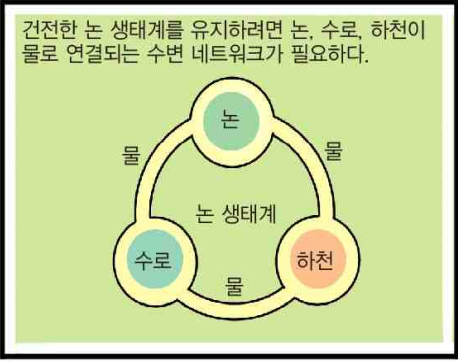 건전한 논 생태계를 유지하려면 논, 수로, 하천이
물로 연결되는 수변 네트워크가 필요하다.
논
물
물
논 생태계
수로
하천
물